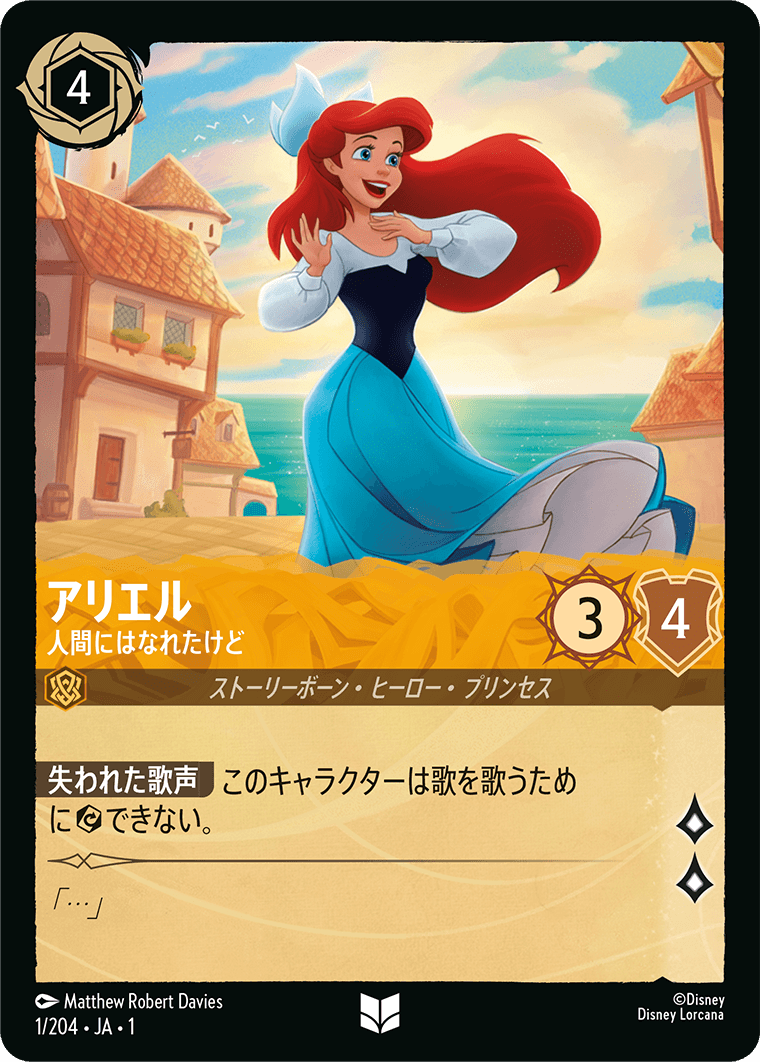 4
アリエル
人間にはなれたけど
3
4
ストーリーボーン・ヒーロー・プリンセス
失われた歌声 このキャラクターは歌を歌うため
にできない。
「…」
Matthew Robert Davies
1/204 • JA • 1
©Disney
Disney Lorcana